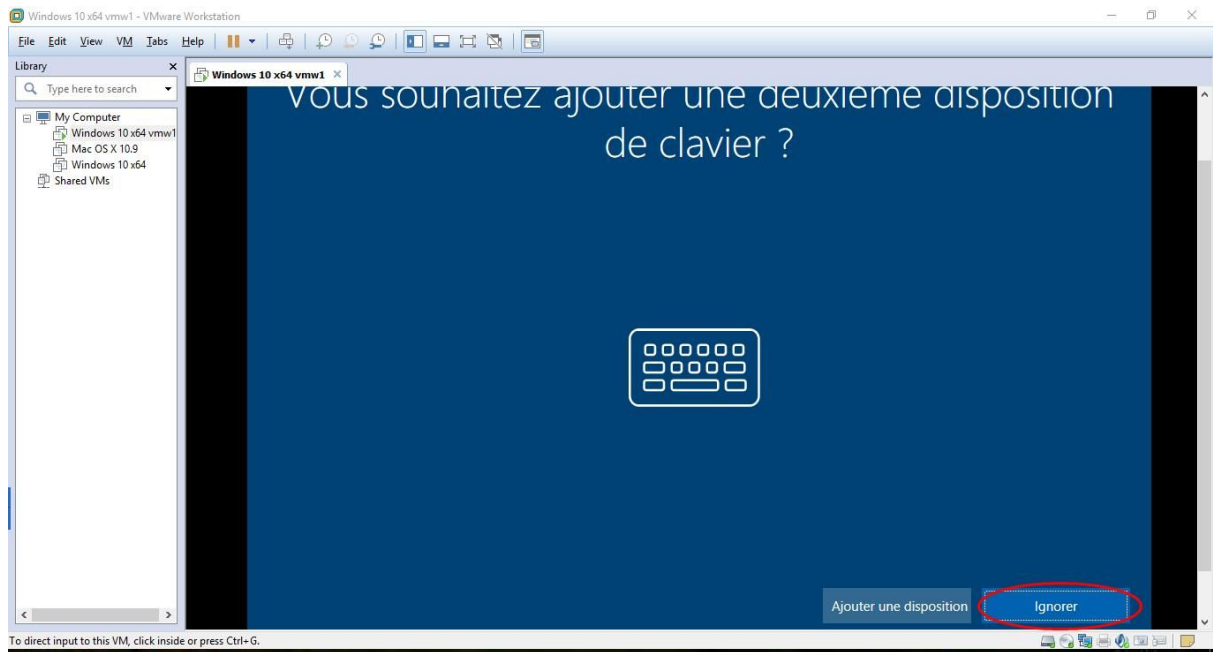 Windows 10 x64 vmw1 - VMware Workstation
File Edit View VM Tabs Help
Library
Type here to search
My Computer
Windows 10 x64 vmw1
Mac OS X 10.9
Windows 10 x64
Shared VMs
Windows 10 x64 vmw1
Vous souhaitez ajouter une deuxième disposition
de clavier ?
Ajouter une disposition Ignorer
To direct input to this VM, click inside or press Ctrl+G.